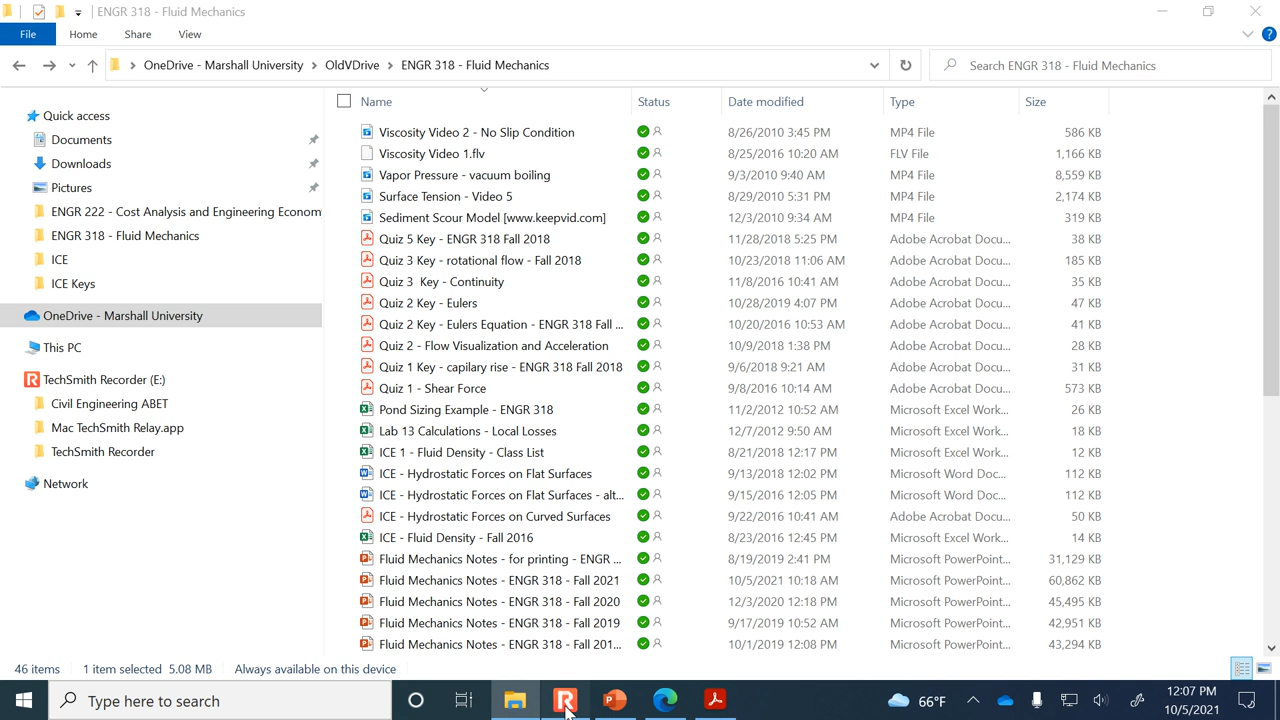 ENGR 318 - Fluid Mechanics
File Home Share View
OneDrive - Marshall University OldVDrive ENGR 318 - Fluid Mechanics Search ENGR 318 - Fluid Mechanics
Quick access
Documents
Downloads
Pictures
ENGR 222 - Cost Analysis and Engineering Econom
ENGR 318 - Fluid Mechanics
ICE
ICE Keys
OneDrive - Marshall University
This PC
TechSmith Recorder (E:)
Civil Engineering ABET
Mac TechSmith Relay.app
TechSmith Recorder
Network
Name Status Date modified Type Size
Viscosity Video 2 - No Slip Condition 8/26/2010 3:45 PM MP4 File 586 KB
Viscosity Video 1.flv 8/25/2016 10:20 AM FLV File 1,166 KB
Vapor Pressure - vacuum boiling 9/3/2010 9:40 AM MP4 File 8,559 KB
Surface Tension - Video 5 8/29/2010 5:31 PM MP4 File 2,174 KB
Sediment Scour Model [www.keepvid.com] 12/3/2010 9:34 AM MP4 File 319 KB
Quiz 5 Key - ENGR 318 Fall 2018 11/28/2018 5:25 PM Adobe Acrobat Docu... 38 KB
Quiz 3 Key - rotational flow - Fall 2018 10/23/2018 11:06 AM Adobe Acrobat Docu... 185 KB
Quiz 3 Key - Continuity 11/8/2016 10:41 AM Adobe Acrobat Docu... 35 KB
Quiz 2 Key - Eulers 10/28/2019 4:07 PM Adobe Acrobat Docu... 47 KB
Quiz 2 Key - Eulers Equation - ENGR 318 Fall ... 10/20/2016 10:53 AM Adobe Acrobat Docu... 41 KB
Quiz 2 - Flow Visualization and Acceleration 10/9/2018 1:38 PM Adobe Acrobat Docu... 28 KB
Quiz 1 Key - capilary rise - ENGR 318 Fall 2018 9/6/2018 9:21 AM Adobe Acrobat Docu... 31 KB
Quiz 1 - Shear Force 9/8/2016 10:14 AM Adobe Acrobat Docu... 573 KB
Pond Sizing Example - ENGR 318 11/2/2012 10:52 AM Microsoft Excel Work... 26 KB
Lab 13 Calculations - Local Losses 12/7/2012 9:50 AM Microsoft Excel Work... 18 KB
ICE 1 - Fluid Density - Class List 8/21/2018 12:17 PM Microsoft Excel Work... 12 KB
ICE - Hydrostatic Forces on Flat Surfaces 9/13/2018 12:02 PM Microsoft Word Doc... 112 KB
ICE - Hydrostatic Forces on Flat Surfaces - alt... 9/15/2016 12:05 PM Microsoft Word Doc... 112 KB
ICE - Hydrostatic Forces on Curved Surfaces 9/22/2016 10:41 AM Adobe Acrobat Docu... 50 KB
ICE - Fluid Density - Fall 2016 8/23/2016 12:45 PM Microsoft Excel Work... 14 KB
Fluid Mechanics Notes - for printing - ENGR ... 8/19/2019 2:41 PM Microsoft PowerPoint... 31,129 KB
Fluid Mechanics Notes - ENGR 318 - Fall 2021 10/5/2021 10:18 AM Microsoft PowerPoint... 60,862 KB
Fluid Mechanics Notes - ENGR 318 - Fall 2020 12/3/2020 12:18 PM Microsoft PowerPoint... 45,495 KB
Fluid Mechanics Notes - ENGR 318 - Fall 2019 9/17/2019 10:52 AM Microsoft PowerPoint... 42,951 KB
Fluid Mechanics Notes - ENGR 318 - Fall 201... 10/1/2019 12:08 PM Microsoft PowerPoint... 43,294 KB
46 items 1 item selected 5.08 MB Always available on this device
Type here to search 66°F 12:07 PM
10/5/2021